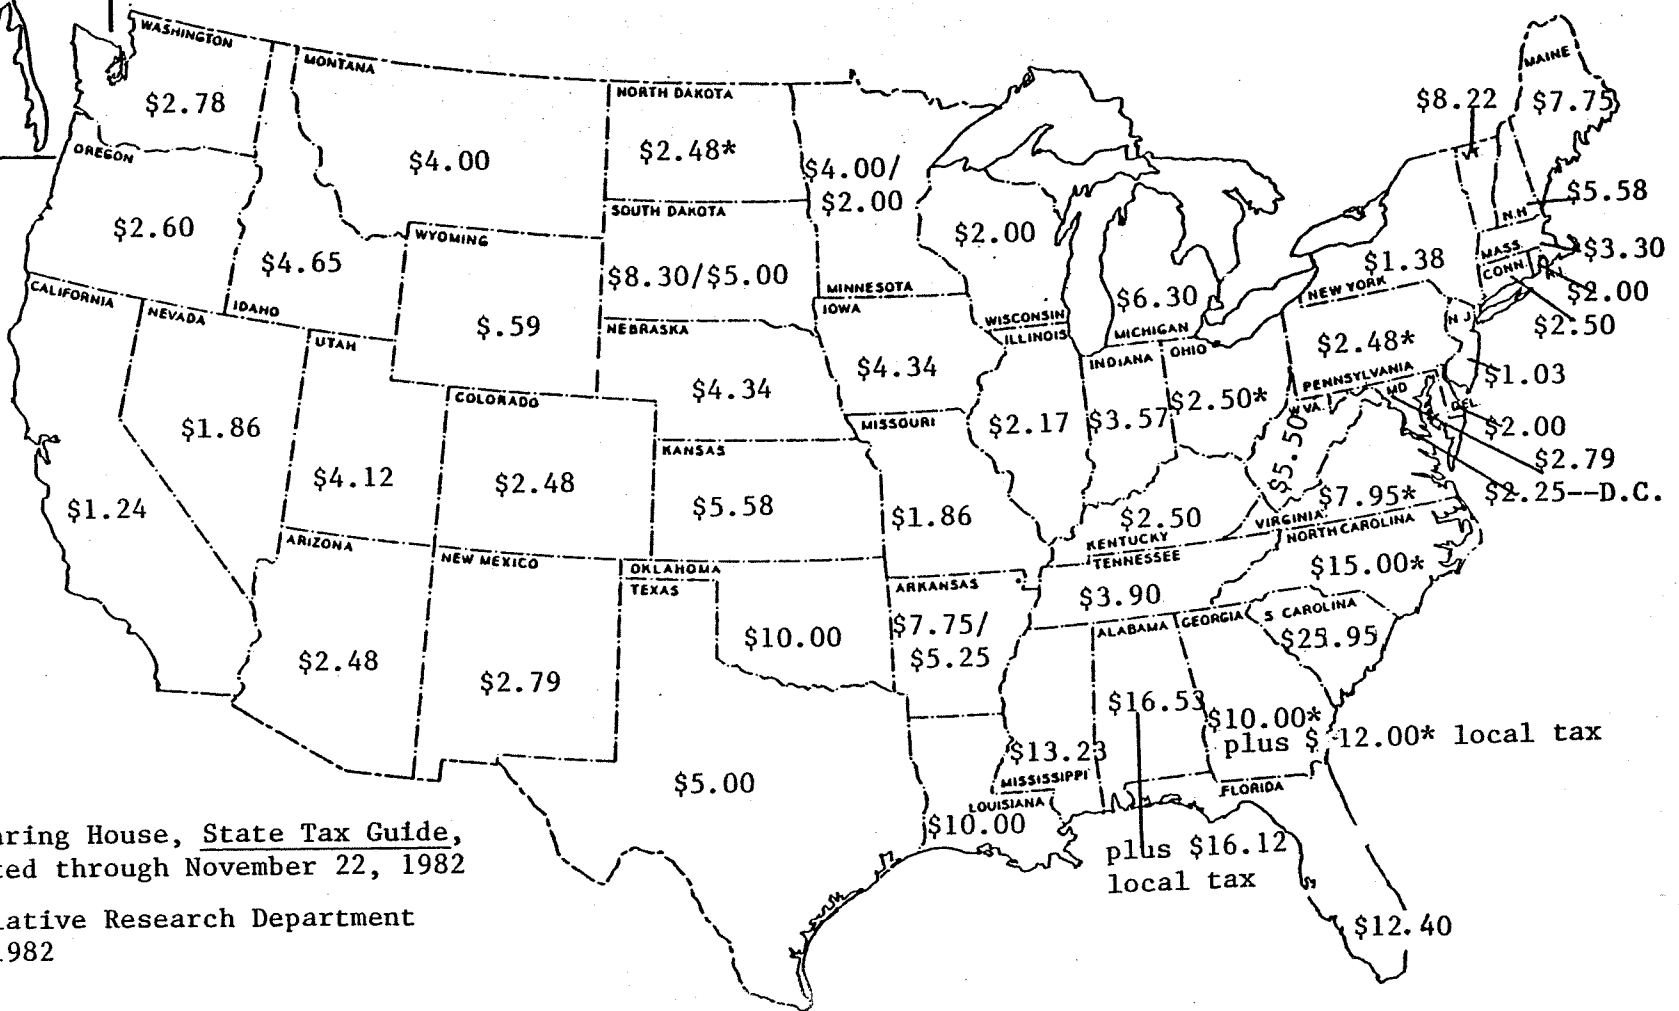 WASHINGTON
$2.78
MONTANA
$4.00
NORTH DAKOTA
$2.48*
$4.00/
$2.00
MAINE
$8.22
$7.75
OREGON
$2.60
VT
SOUTH DAKOTA
$8.30/$5.00
MINNESOTA
$2.00
WISCONSIN
N.H
$5.58
MASS
$3.30
CONN
R.I.
$2.00
$2.50
IDAHO
$4.65
WYOMING
$.59
$1.38
NEW YORK
$6.30
MICHIGAN
CALIFORNIA
$1.24
NEVADA
$1.86
UTAH
$4.12
NEBRASKA
$4.34
IOWA
$4.34
ILLINOIS
$2.17
INDIANA
$3.57
OHIO
$2.50*
$2.48*
PENNSYLVANIA
N J
$1.03
MD
DEL
$2.00
$2.79
$2.25--D.C.
COLORADO
$2.48
KANSAS
$5.58
MISSOURI
$1.86
W VA.
$5.50
$7.95*
VIRGINIA
$2.50
KENTUCKY
TENNESSEE
$3.90
NORTH CAROLINA
$15.00*
ARIZONA
$2.48
NEW MEXICO
$2.79
OKLAHOMA
$10.00
TEXAS
$5.00
ARKANSAS
$7.75/
$5.25
ALABAMA
$16.53
GEORGIA
$10.00*
plus $ 12.00* local tax
S CAROLINA
$25.95
$13.23
MISSISSIPPI
LOUISIANA
$10.00
FLORIDA
$12.40
plus $16.12
local tax
aring House, State Tax Guide,
ted through November 22, 1982
lative Research Department
1982